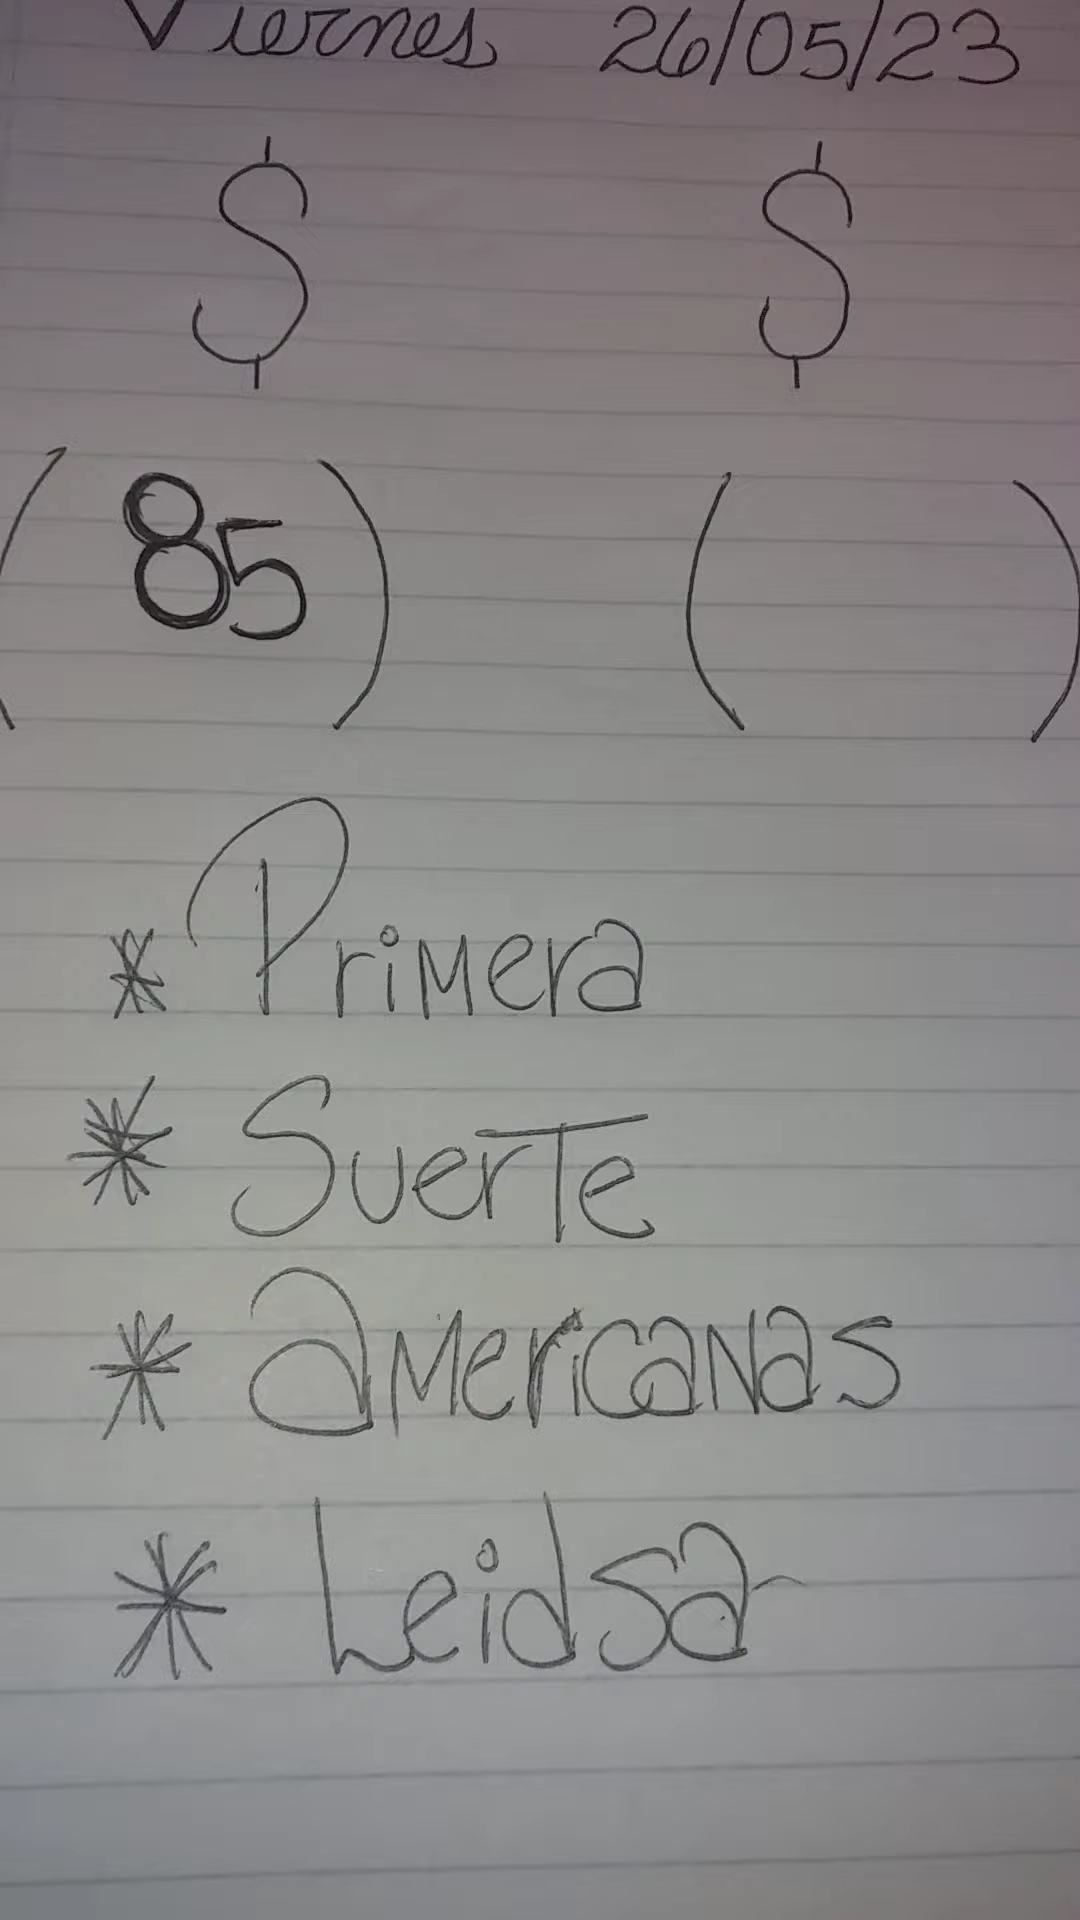 Viernes 26/05/23
$ $
(85) ( )
* Primera
* Suerte
* americanas
* Leidsa